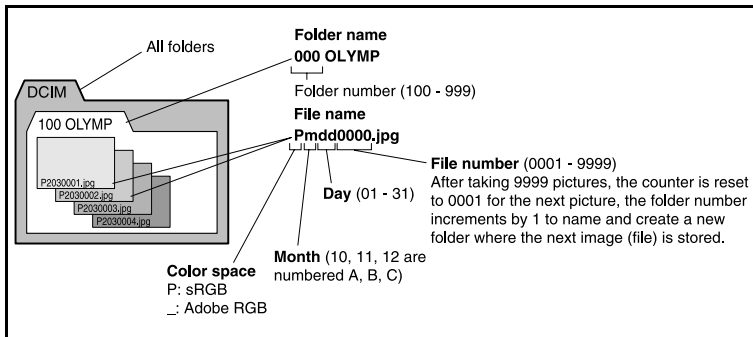 All folders
DCIM
100 OLYMP
P2030001.jpg
P2030002.jpg
P2030003.jpg
P2030004.jpg
Folder name
000 OLYMP
Folder number (100 - 999)
File name
Pmdd0000.jpg
File number (0001 - 9999)
After taking 9999 pictures, the counter is reset
to 0001 for the next picture, the folder number
increments by 1 to name and create a new
folder where the next image (file) is stored.
Day (01 - 31)
Month (10, 11, 12 are
numbered A, B, C)
Color space
P: sRGB
_: Adobe RGB